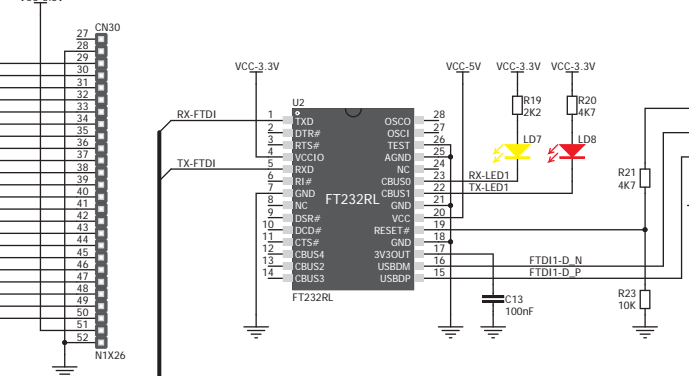 CN30
27
28
29
30
31
32
33
34
35
36
37
38
39
40
41
42
43
44
45
46
47
48
49
50
51
52
N1X26
VCC-3.3V
RX-FTDI
TX-FTDI
U2
1 TXD
2 DTR#
3 RTS#
4 VCCIO
5 RXD
6 RI#
7 GND
8 NC
9 DSR#
10 DCD#
11 CTS#
12 CBUS4
13 CBUS2
14 CBUS3
FT232RL
OSCO 28
OSCI 27
TEST 26
AGND 25
NC 24
CBUS0 23
CBUS1 22
GND 21
VCC 20
RESET# 19
GND 18
3V3OUT 17
USBDM 16
USBDP 15
FT232RL
VCC-5V
VCC-3.3V
VCC-3.3V
R19
2K2
R20
4K7
LD7
LD8
RX-LED1
TX-LED1
R21
4K7
FTDI1-D_N
FTDI1-D_P
C13
100nF
R23
10K